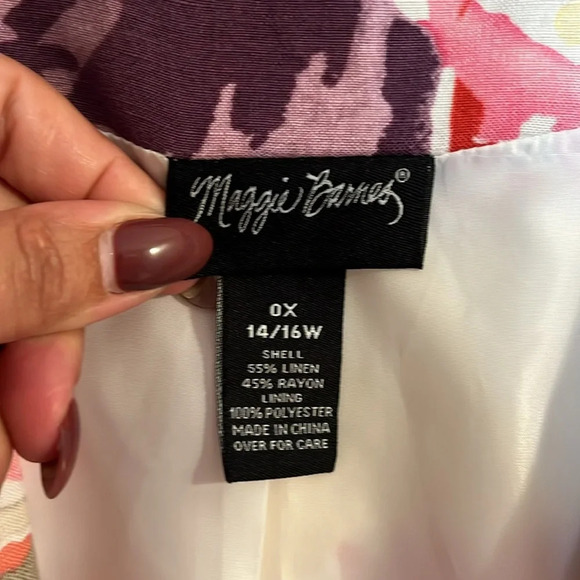 Maggie Barnes®
0X
14/16W
SHELL
55% LINEN
45% RAYON
LINING
100% POLYESTER
MADE IN CHINA
OVER FOR CARE